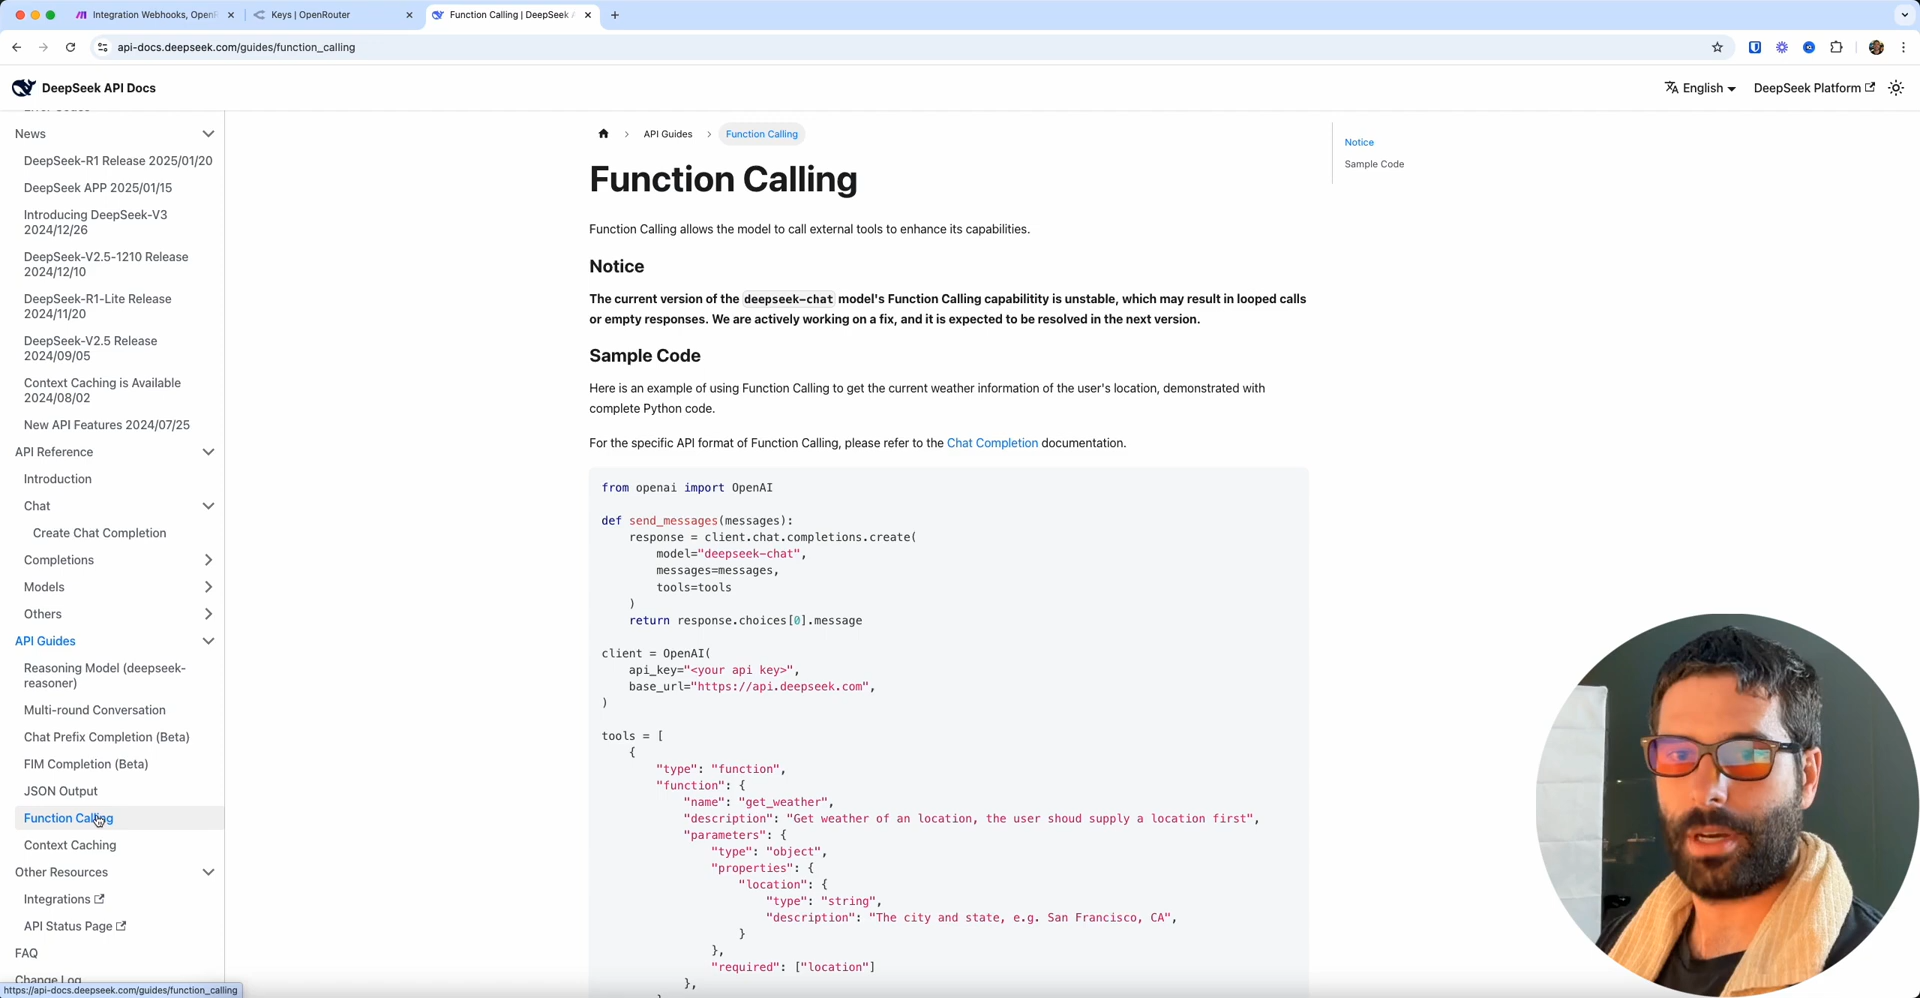 Integration Webhooks, OpenR
Keys | OpenRouter
Function Calling | DeepSeek A
api-docs.deepseek.com/guides/function_calling
DeepSeek API Docs
English
DeepSeek Platform
Error Codes
News
DeepSeek-R1 Release 2025/01/20
DeepSeek APP 2025/01/15
Introducing DeepSeek-V3
2024/12/26
DeepSeek-V2.5-1210 Release
2024/12/10
DeepSeek-R1-Lite Release
2024/11/20
DeepSeek-V2.5 Release
2024/09/05
Context Caching is Available
2024/08/02
New API Features 2024/07/25
API Reference
Introduction
Chat
Create Chat Completion
Completions
Models
Others
API Guides
Reasoning Model (deepseek-
reasoner)
Multi-round Conversation
Chat Prefix Completion (Beta)
FIM Completion (Beta)
JSON Output
Function Calling
Context Caching
Other Resources
Integrations
API Status Page
FAQ
Change Log
https://api-docs.deepseek.com/guides/function_calling
API Guides
Function Calling
Function Calling
Function Calling allows the model to call external tools to enhance its capabilities.
Notice
The current version of the deepseek-chat model's Function Calling capabilitity is unstable, which may result in looped calls
or empty responses. We are actively working on a fix, and it is expected to be resolved in the next version.
Sample Code
Here is an example of using Function Calling to get the current weather information of the user's location, demonstrated with
complete Python code.
For the specific API format of Function Calling, please refer to the Chat Completion documentation.
from openai import OpenAI
def send_messages(messages):
response = client.chat.completions.create(
model="deepseek-chat",
messages=messages,
tools=tools
)
return response.choices[0].message
client = OpenAI(
api_key="<your api key>",
base_url="https://api.deepseek.com",
)
tools = [
{
"type": "function",
"function": {
"name": "get_weather",
"description": "Get weather of an location, the user shoud supply a location first",
"parameters": {
"type": "object",
"properties": {
"location": {
"type": "string",
"description": "The city and state, e.g. San Francisco, CA",
}
},
"required": ["location"]
},
Notice
Sample Code